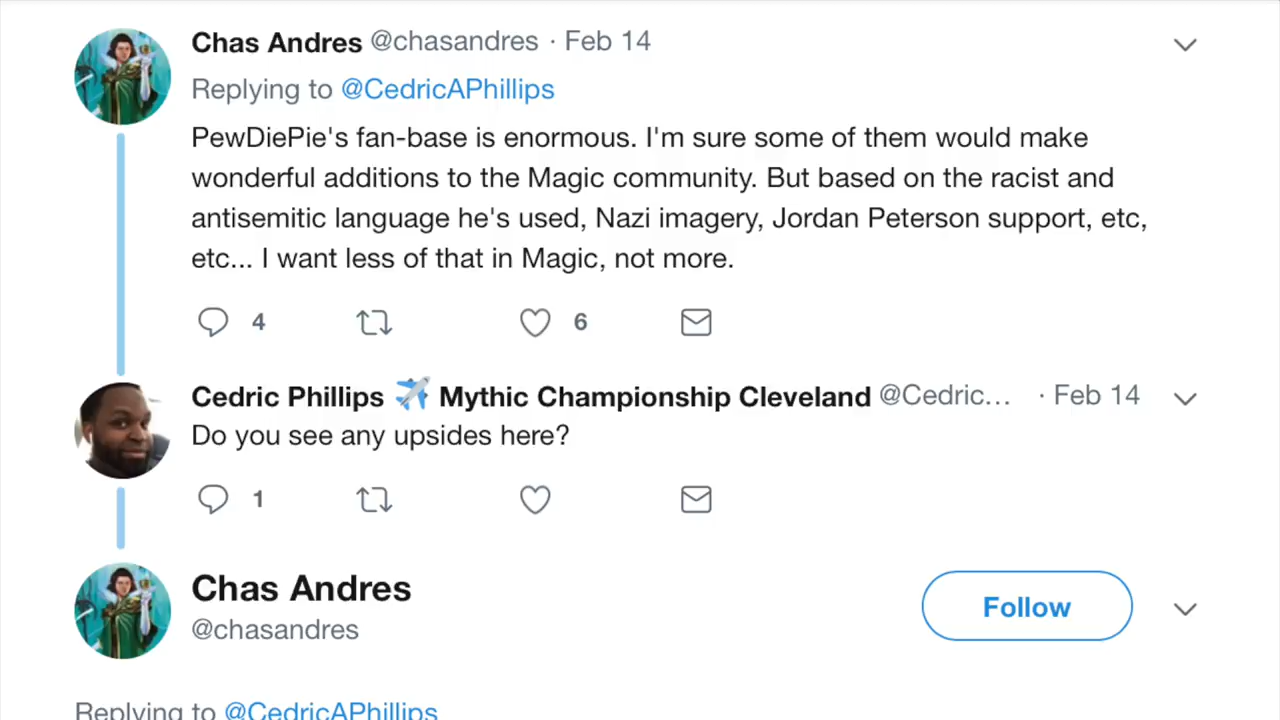 Chas Andres @chasandres · Feb 14
Replying to @CedricAPhillips
PewDiePie's fan-base is enormous. I'm sure some of them would make
wonderful additions to the Magic community. But based on the racist and
antisemitic language he's used, Nazi imagery, Jordan Peterson support, etc,
etc... I want less of that in Magic, not more.
4 6
Cedric Phillips ✈️ Mythic Championship Cleveland @Cedric... · Feb 14
Do you see any upsides here?
1
Chas Andres
@chasandres
Follow
Replying to @CedricAPhillips